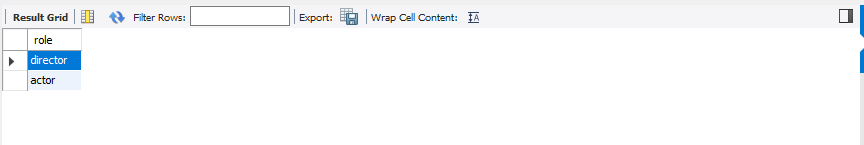 Result Grid Filter Rows: Export: Wrap Cell Content:
role
director
actor